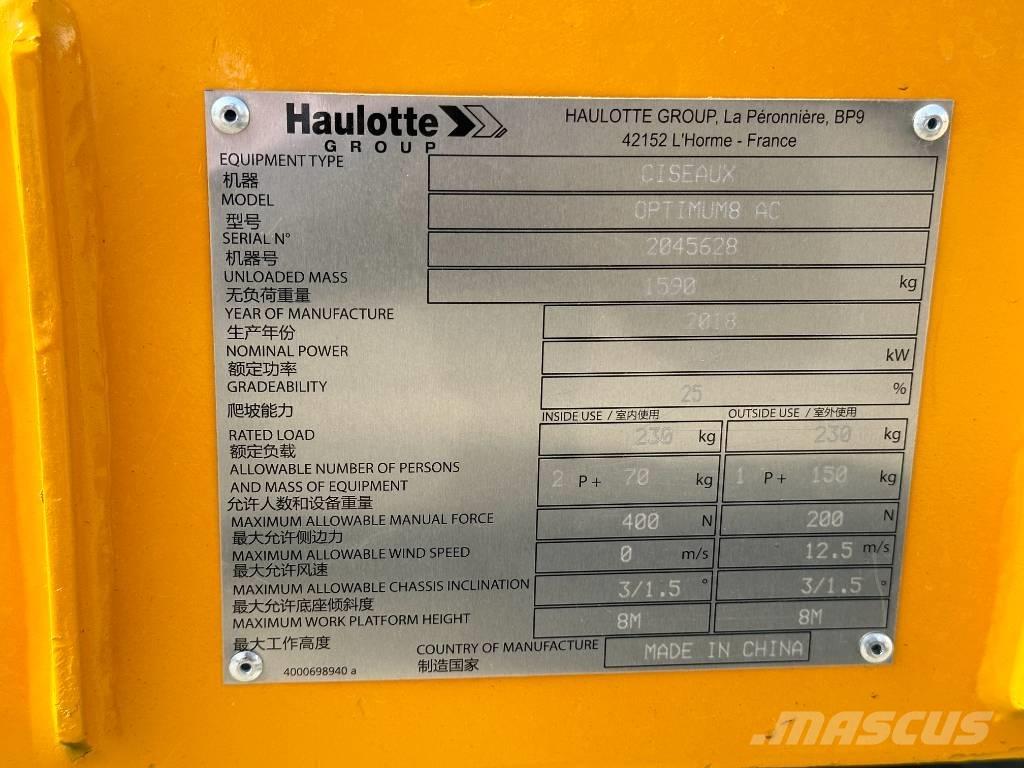 Haulotte
GROUP
HAULOTTE GROUP, La Péronnière, BP9
42152 L'Horme - France
EQUIPMENT TYPE CISEAUX
机器
MODEL OPTIMUM8 AC
型号
SERIAL N° 2045628
机器号
UNLOADED MASS 1590 kg
无负荷重量
YEAR OF MANUFACTURE 2018
生产年份
NOMINAL POWER kW
额定功率
GRADEABILITY 25 %
爬坡能力
INSIDE USE / 室内使用 OUTSIDE USE / 室外使用
RATED LOAD 230 kg 230 kg
额定负载
ALLOWABLE NUMBER OF PERSONS
AND MASS OF EQUIPMENT 2 P + 70 kg 1 P + 150 kg
允许人数和设备重量
MAXIMUM ALLOWABLE MANUAL FORCE 400 N 200 N
最大允许侧边力
MAXIMUM ALLOWABLE WIND SPEED 0 m/s 12.5 m/s
最大允许风速
MAXIMUM ALLOWABLE CHASSIS INCLINATION 3/1.5 ° 3/1.5 °
最大允许底座倾斜度
MAXIMUM WORK PLATFORM HEIGHT 8M 8M
最大工作高度
COUNTRY OF MANUFACTURE MADE IN CHINA
制造国家
4000698940 a
MASCUS